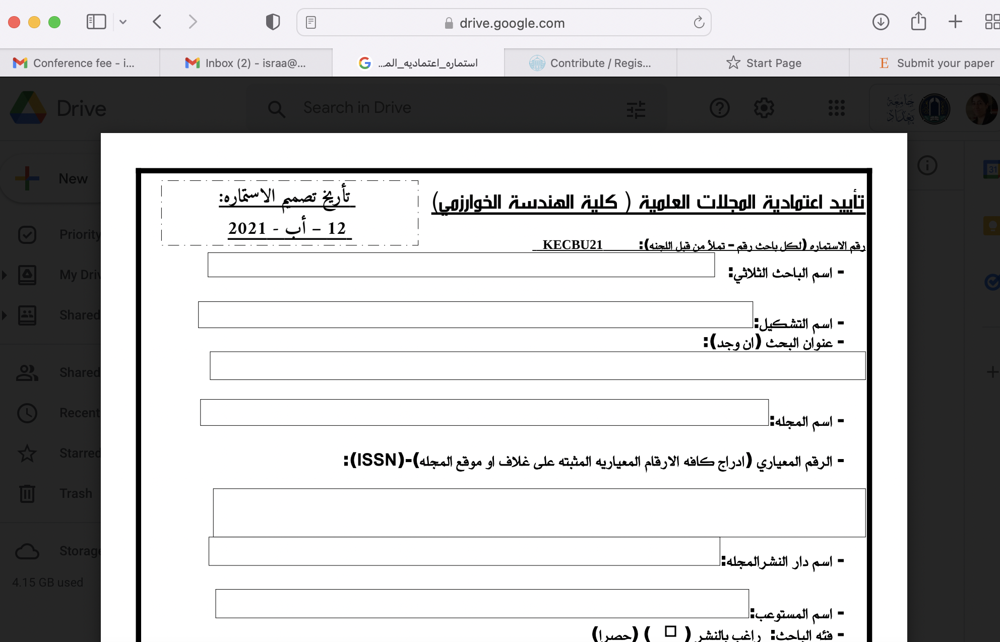 drive.google.com
Conference fee - i...
Inbox (2) - israa@...
استماره_اعتماديه_الم...
Contribute / Regis...
Start Page
E Submit your paper
Drive
Search in Drive
جامعة بغداد
New
Priority
My Driv
Shared
Shared
Recent
Starred
Trash
Storage
4.15 GB used
31
تأريخ تصميم الاستماره:
12 – أب - 2021
تأييد اعتمادية المجلات العلمية ( كلية الهندسة الخوارزمي)
رقم الاستماره (لكل باحث رقم – تملأ من قبل اللجنه): KECBU21
- اسم الباحث الثلاثي:
- اسم التشكيل:
- عنوان البحث (ان وجد):
- اسم المجله:
- الرقم المعياري (ادراج كافه الارقام المعياريه المثبته على غلاف او موقع المجله)-(ISSN):
- اسم دار النشرالمجله:
- اسم المستوعب:
- فئه الباحث: راغب بالنشر ( □ ) (حصرا)